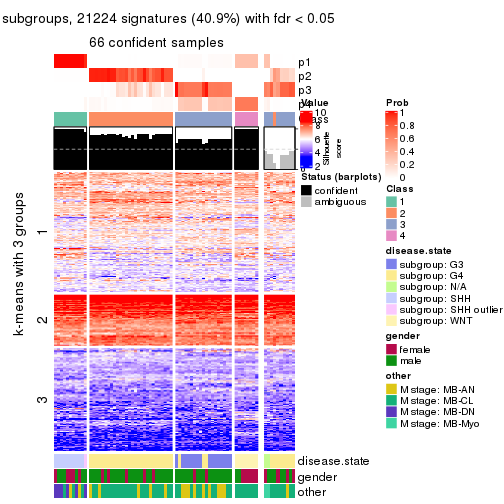 subgroups, 21224 signatures (40.9%) with fdr < 0.05
66 confident samples
p1
p2
p3
p4
Class
Silhouette
score
k-means with 3 groups
1
2
3
disease.state
gender
other
Value
10
8
6
4
2
Status (barplots)
confident
ambiguous
Prob
1
0.8
0.6
0.4
0.2
0
Class
1
2
3
4
disease.state
subgroup: G3
subgroup: G4
subgroup: N/A
subgroup: SHH
subgroup: SHH outlier
subgroup: WNT
gender
female
male
other
M stage: MB-AN
M stage: MB-CL
M stage: MB-DN
M stage: MB-Myo